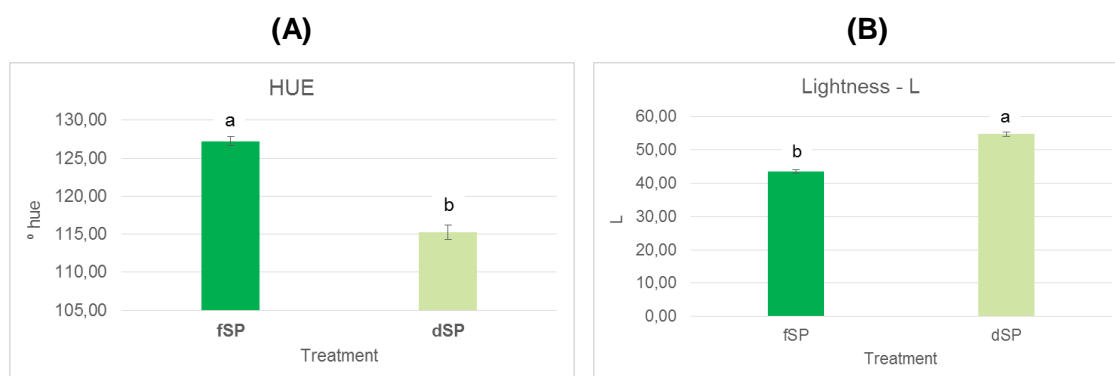 (A)
HUE
130,00
125,00
120,00
115,00
110,00
105,00
º hue
a
b
fSP
dSP
Treatment
(B)
Lightness - L
60,00
50,00
40,00
30,00
20,00
10,00
0,00
L
b
a
fSP
dSP
Treatment